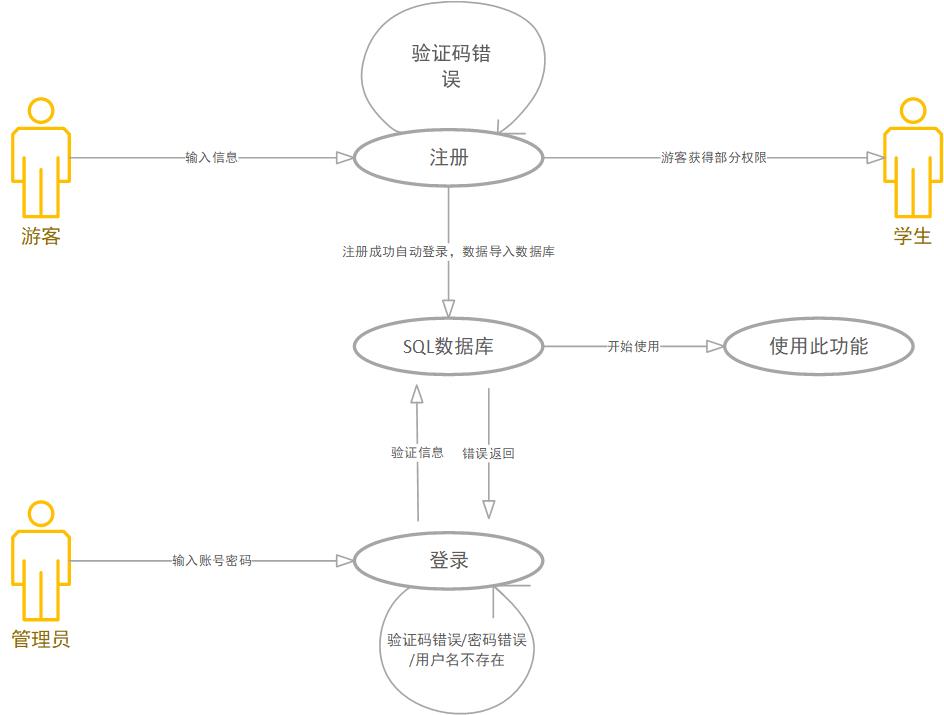 验证码错
误
输入信息
注册
游客获得部分权限
游客
学生
注册成功自动登录，数据导入数据库
SQL数据库
开始使用
使用此功能
验证信息
错误返回
输入账号密码
登录
管理员
验证码错误/密码错误
/用户名不存在